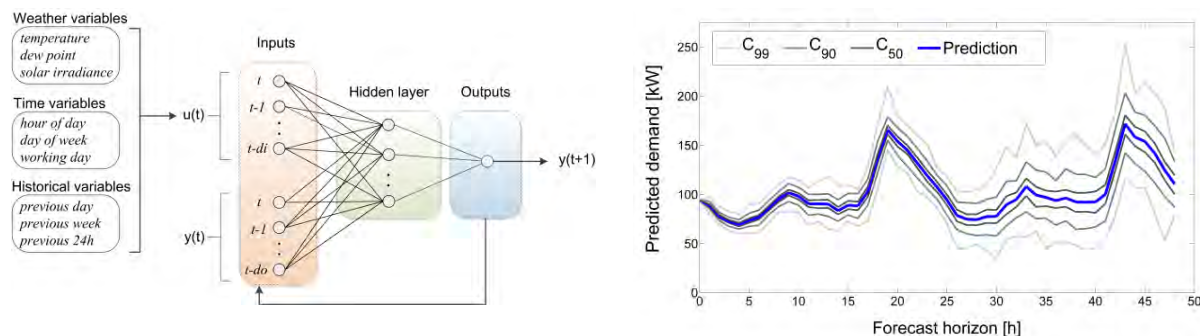 Weather variables
temperature
dew point
solar irradiance
Time variables
hour of day
day of week
working day
Historical variables
previous day
previous week
previous 24h
u(t)
y(t)
Inputs
t
t-1
t-di
t
t-1
t-do
Hidden layer
Outputs
y(t+1)
C99 C90 C50 Prediction
Predicted demand [kW]
250
200
150
100
50
0
0 5 10 15 20 25 30 35 40 45 50
Forecast horizon [h]